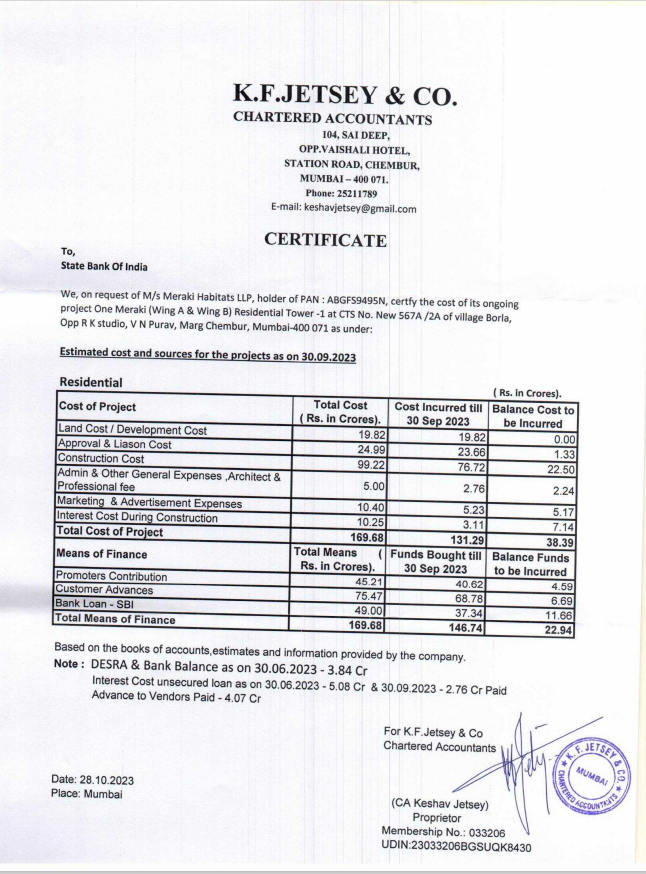 K.F.JETSEY & CO.
CHARTERED ACCOUNTANTS
104, SAI DEEP,
OPP.VAISHALI HOTEL,
STATION ROAD, CHEMBUR,
MUMBAI – 400 071.
Phone: 25211789
E-mail: keshavjetsey@gmail.com
CERTIFICATE
To,
State Bank Of India
We, on request of M/s Meraki Habitats LLP, holder of PAN : ABGFS9495N, certfy the cost of its ongoing
project One Meraki (Wing A & Wing B) Residential Tower -1 at CTS No. New 567A /2A of village Borla,
Opp R K studio, V N Purav, Marg Chembur, Mumbai-400 071 as under:
Estimated cost and sources for the projects as on 30.09.2023
Residential ( Rs. in Crores).
Cost of Project Total Cost ( Rs. in Crores). Cost Incurred till 30 Sep 2023 Balance Cost to be Incurred
Land Cost / Development Cost 19.82 19.82 0.00
Approval & Liason Cost 24.99 23.66 1.33
Construction Cost 99.22 76.72 22.50
Admin & Other General Expenses ,Architect & Professional fee 5.00 2.76 2.24
Marketing & Advertisement Expenses 10.40 5.23 5.17
Interest Cost During Construction 10.25 3.11 7.14
Total Cost of Project 169.68 131.29 38.39
Means of Finance Total Means ( Rs. in Crores). Funds Bought till 30 Sep 2023 Balance Funds to be Incurred
Promoters Contribution 45.21 40.62 4.59
Customer Advances 75.47 68.78 6.69
Bank Loan - SBI 49.00 37.34 11.66
Total Means of Finance 169.68 146.74 22.94
Based on the books of accounts,estimates and information provided by the company.
Note : DESRA & Bank Balance as on 30.06.2023 - 3.84 Cr
Interest Cost unsecured loan as on 30.06.2023 - 5.08 Cr & 30.09.2023 - 2.76 Cr Paid
Advance to Vendors Paid - 4.07 Cr
For K.F.Jetsey & Co
Chartered Accountants
K. F. JETSEY & CO.
MUMBAI
CHARTERED ACCOUNTANTS
Date: 28.10.2023
Place: Mumbai
(CA Keshav Jetsey)
Proprietor
Membership No.: 033206
UDIN:23033206BGSUQK8430